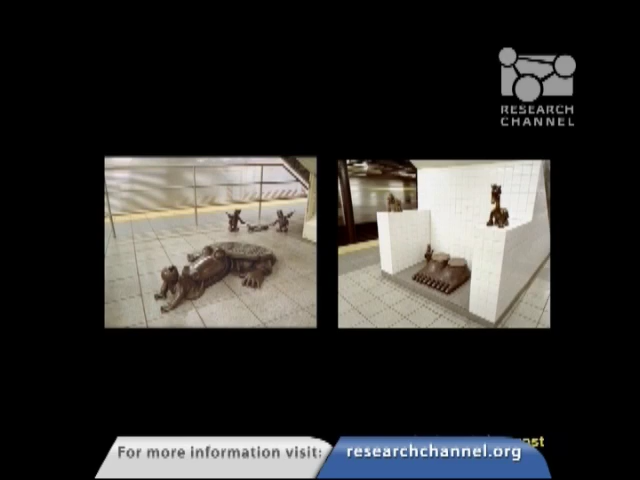 RESEARCH
CHANNEL
For more information visit:
researchchannel.org